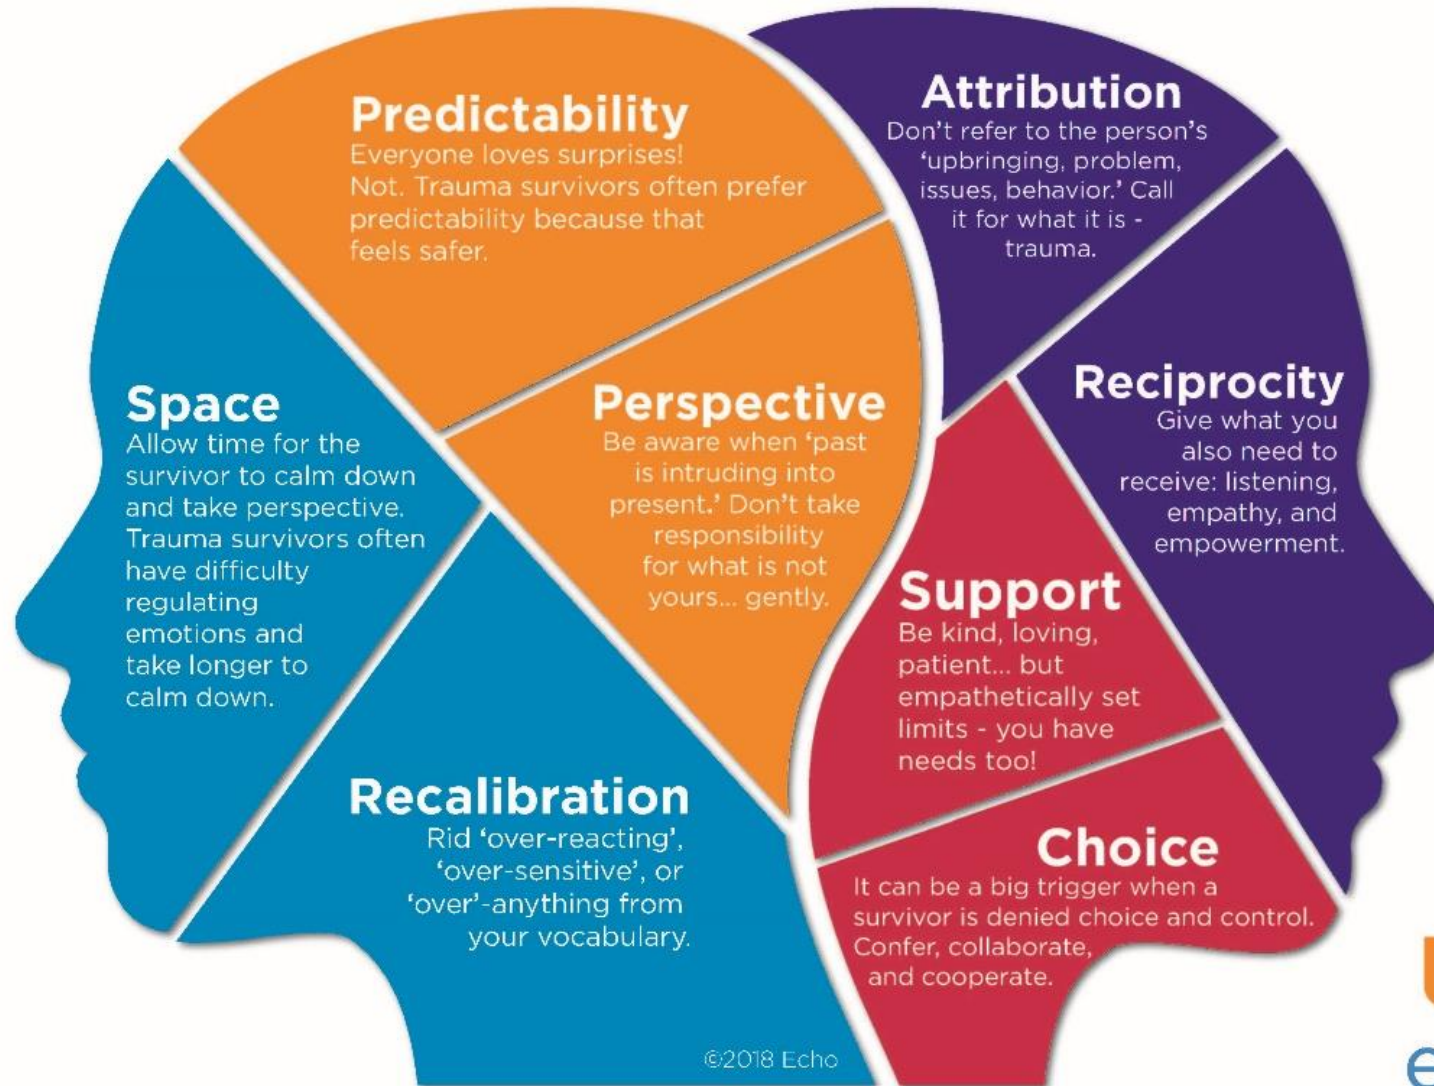 Predictability
Everyone loves surprises!
Not. Trauma survivors often prefer
predictability because that
feels safer.
Attribution
Don't refer to the person's
'upbringing, problem,
issues, behavior.' Call
it for what it is -
trauma.
Space
Allow time for the
survivor to calm down
and take perspective.
Trauma survivors often
have difficulty
regulating
emotions and
take longer to
calm down.
Perspective
Be aware when 'past
is intruding into
present.' Don't take
responsibility
for what is not
yours... gently.
Reciprocity
Give what you
also need to
receive: listening,
empathy, and
empowerment.
Support
Be kind, loving,
patient... but
empathetically set
limits - you have
needs too!
Recalibration
Rid 'over-reacting',
'over-sensitive', or
'over'-anything from
your vocabulary.
Choice
It can be a big trigger when a
survivor is denied choice and control.
Confer, collaborate,
and cooperate.
©2018 Echo